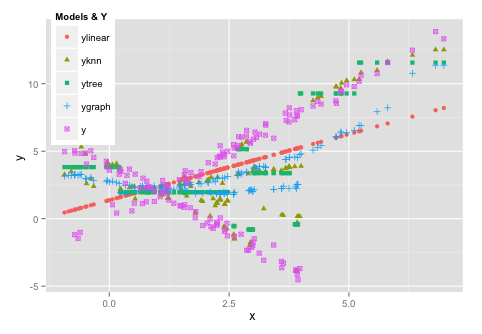 Models & Y
ylinear
yknn
ytree
ygraph
y
y
10
5
0
-5
0.0
2.5
5.0
x